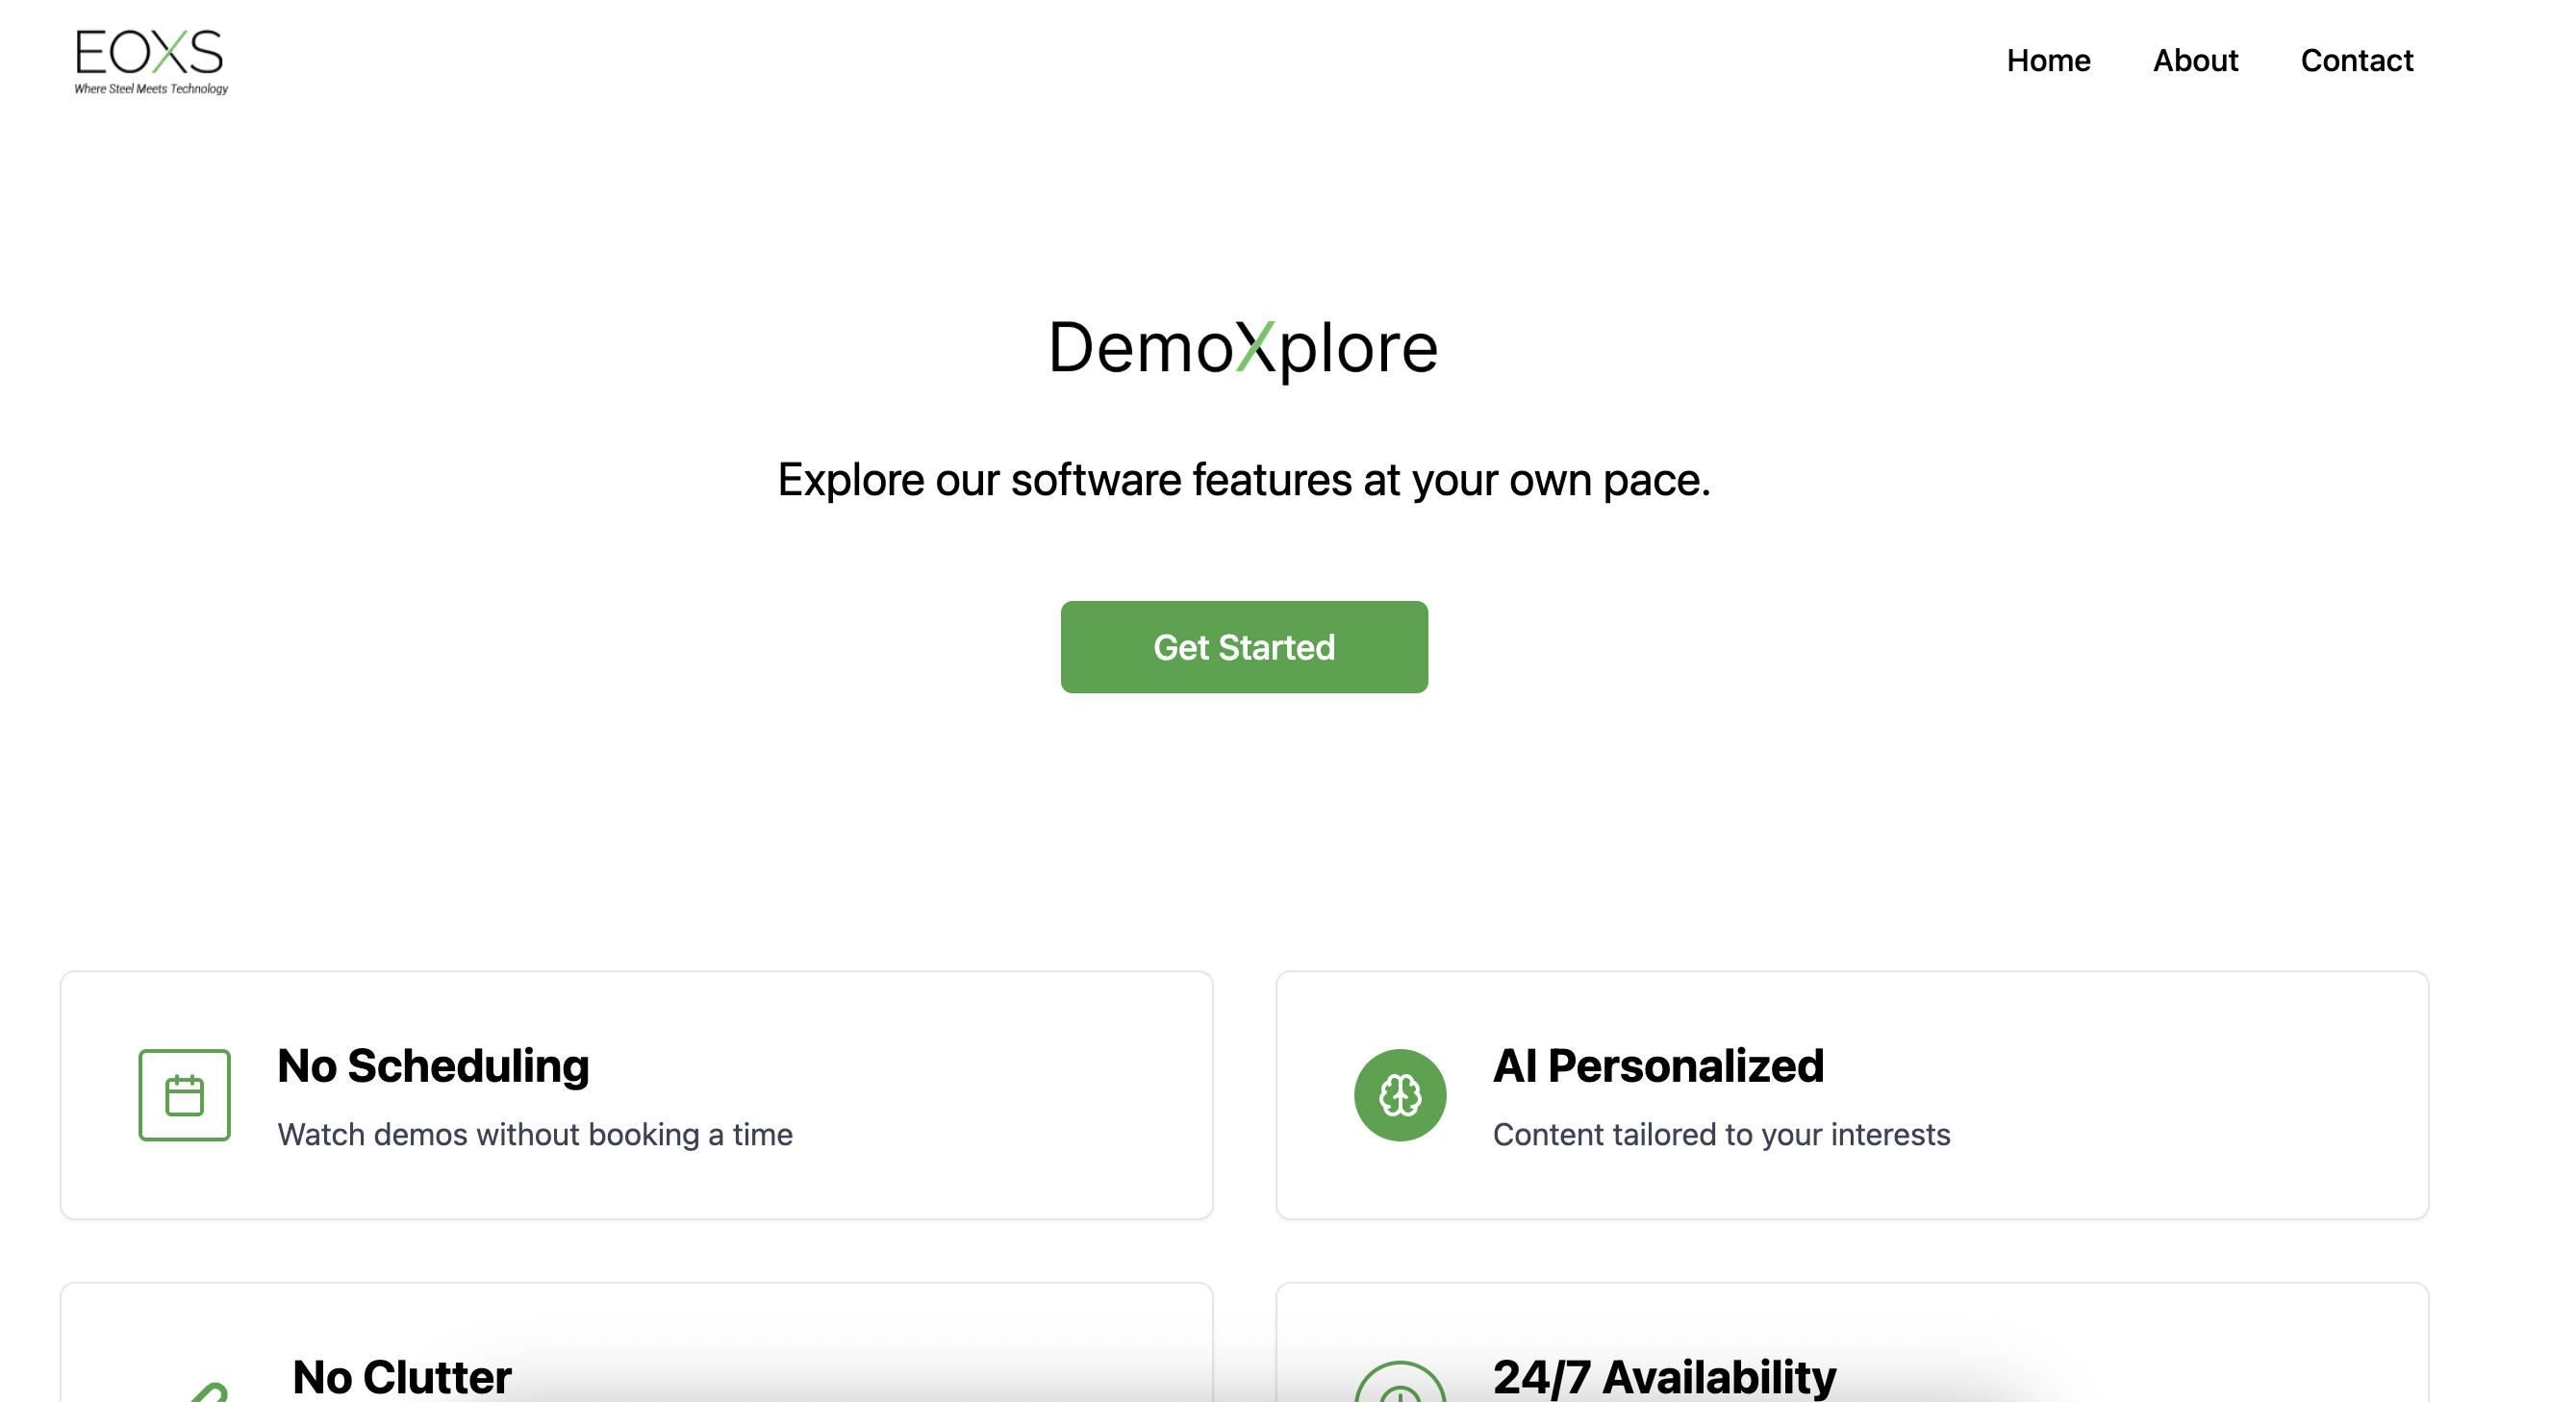 EOXS
Where Steel Meets Technology
Home About Contact
DemoXplore
Explore our software features at your own pace.
Get Started
No Scheduling
Watch demos without booking a time
AI Personalized
Content tailored to your interests
No Clutter
24/7 Availability